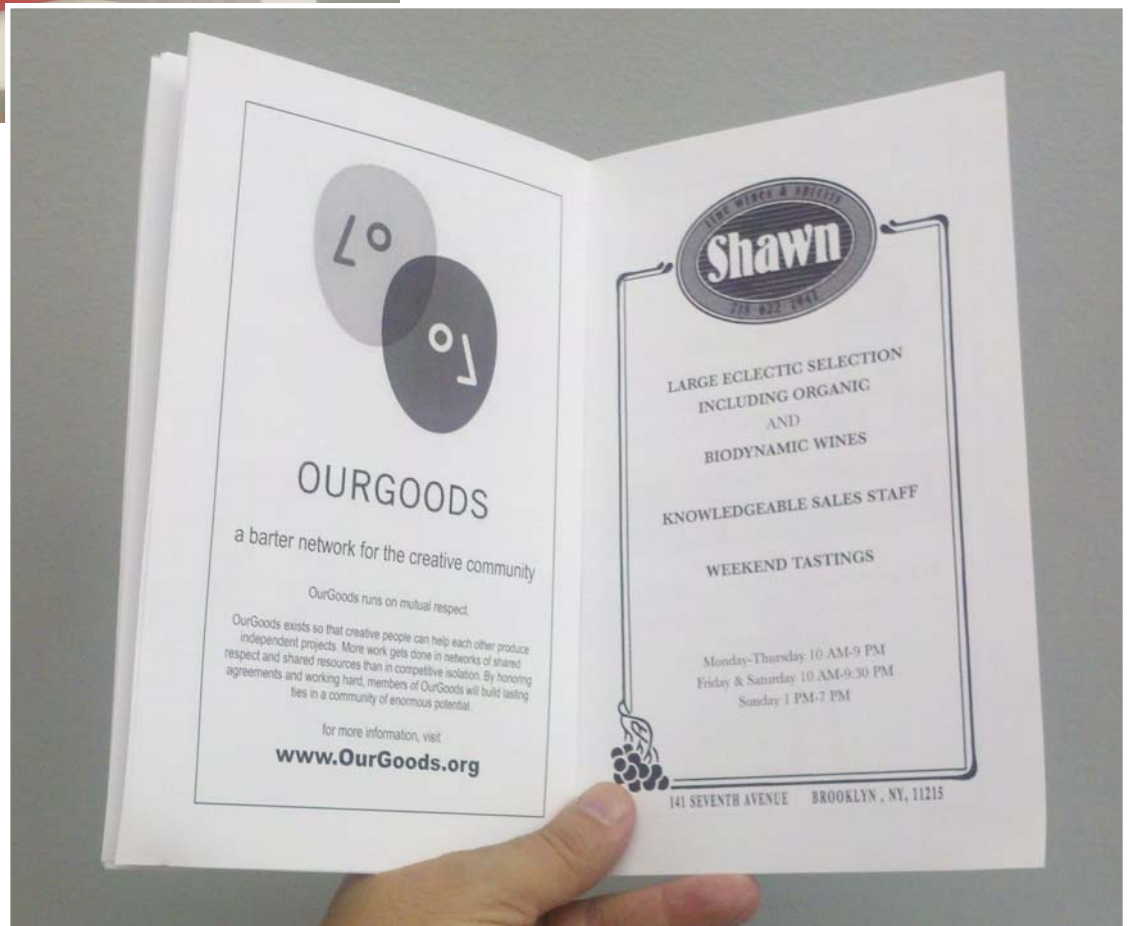 OURGOODS
a barter network for the creative community
OurGoods runs on mutual respect.
OurGoods exists so that creative people can help each other produce
independent projects. More work gets done in networks of shared
respect and shared resources than in competitive isolation. By honoring
agreements and working hard, members of OurGoods will build lasting
ties in a community of enormous potential.
for more information, visit
www.OurGoods.org
fine wines & spirits
Shawn
718 622 7947
LARGE ECLECTIC SELECTION
INCLUDING ORGANIC
AND
BIODYNAMIC WINES
KNOWLEDGEABLE SALES STAFF
WEEKEND TASTINGS
Monday-Thursday 10 AM-9 PM
Friday & Saturday 10 AM-9:30 PM
Sunday 1 PM-7 PM
141 SEVENTH AVENUE BROOKLYN , NY, 11215